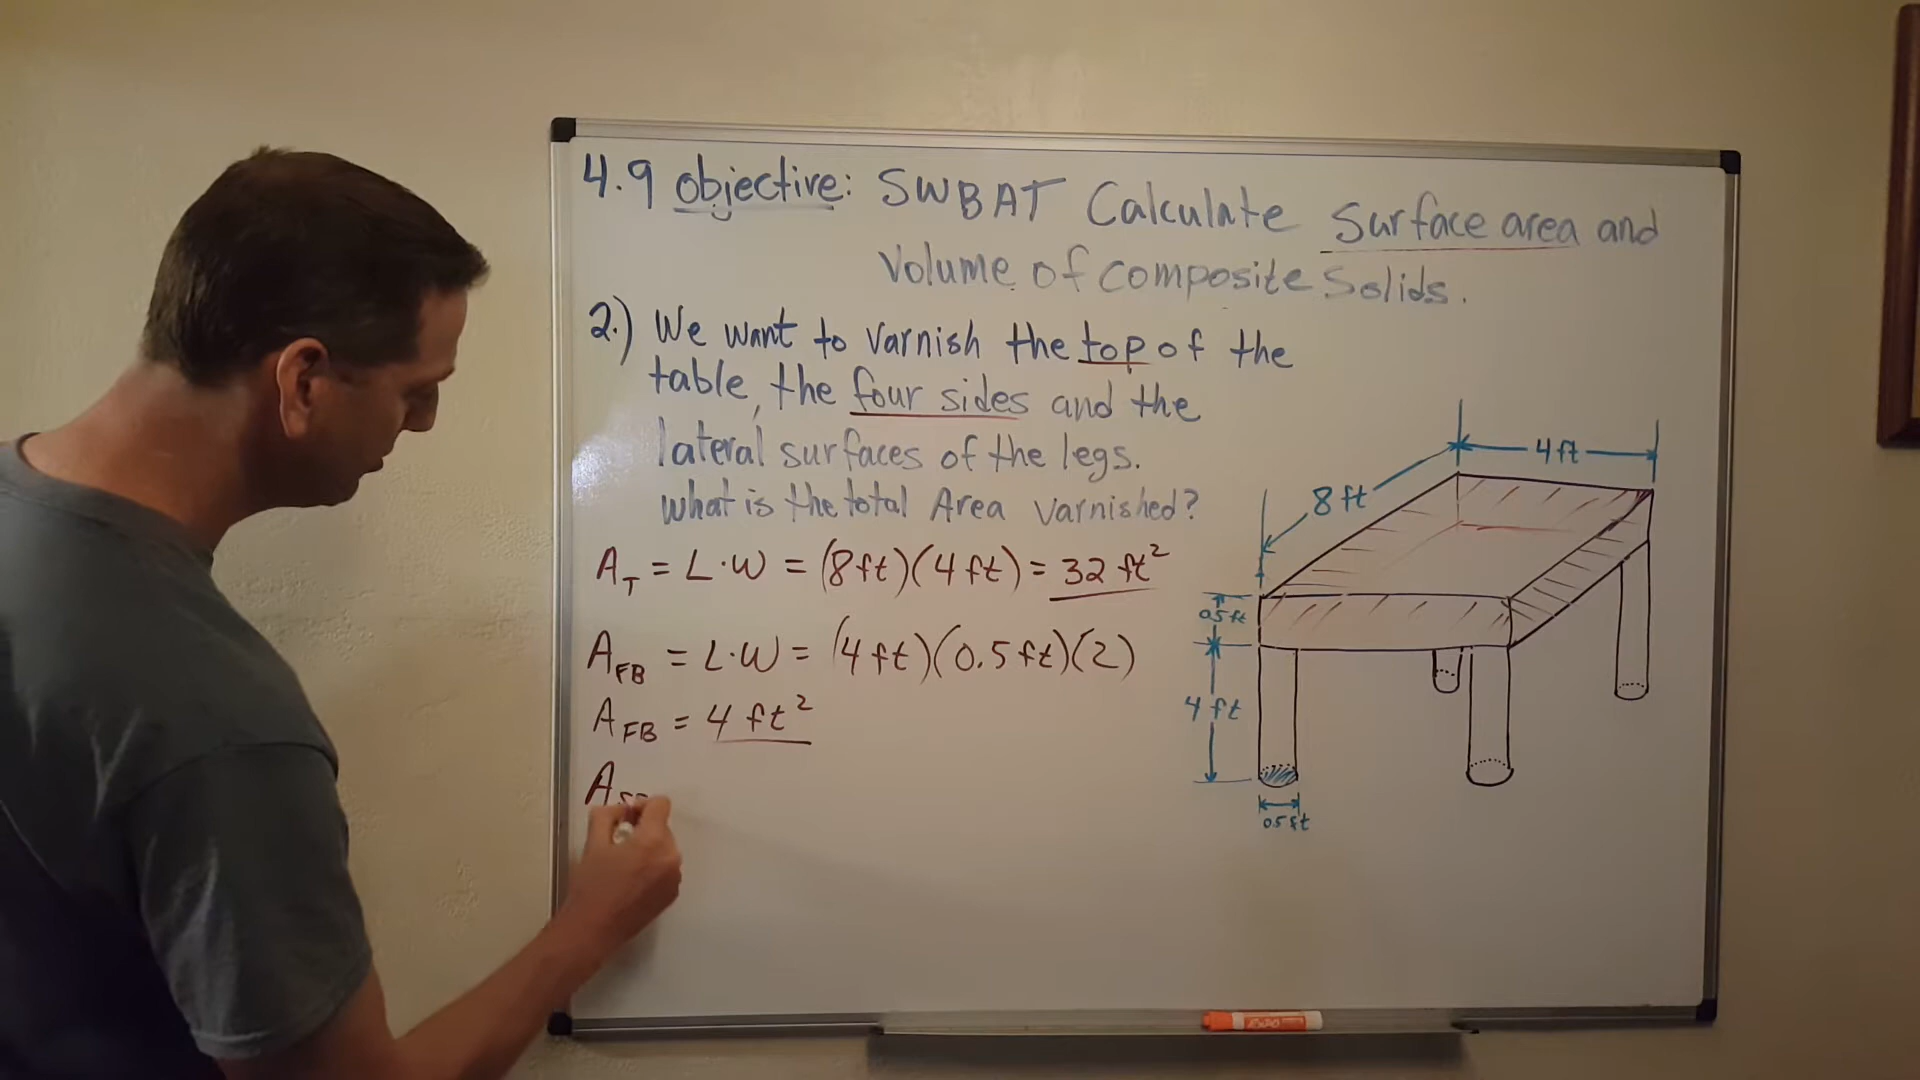 4.9 objective: SWBAT Calculate Surface area and
Volume of Composite Solids.
2.) We want to varnish the top of the
table, the four sides and the
lateral surfaces of the legs.
What is the total Area varnished?
A_T = L·W = (8ft)(4ft) = 32 ft²
A_FB = L·W = (4ft)(0.5ft)(2)
A_FB = 4 ft²
A
4 ft
8 ft
0.5 ft
4 ft
0.5 ft